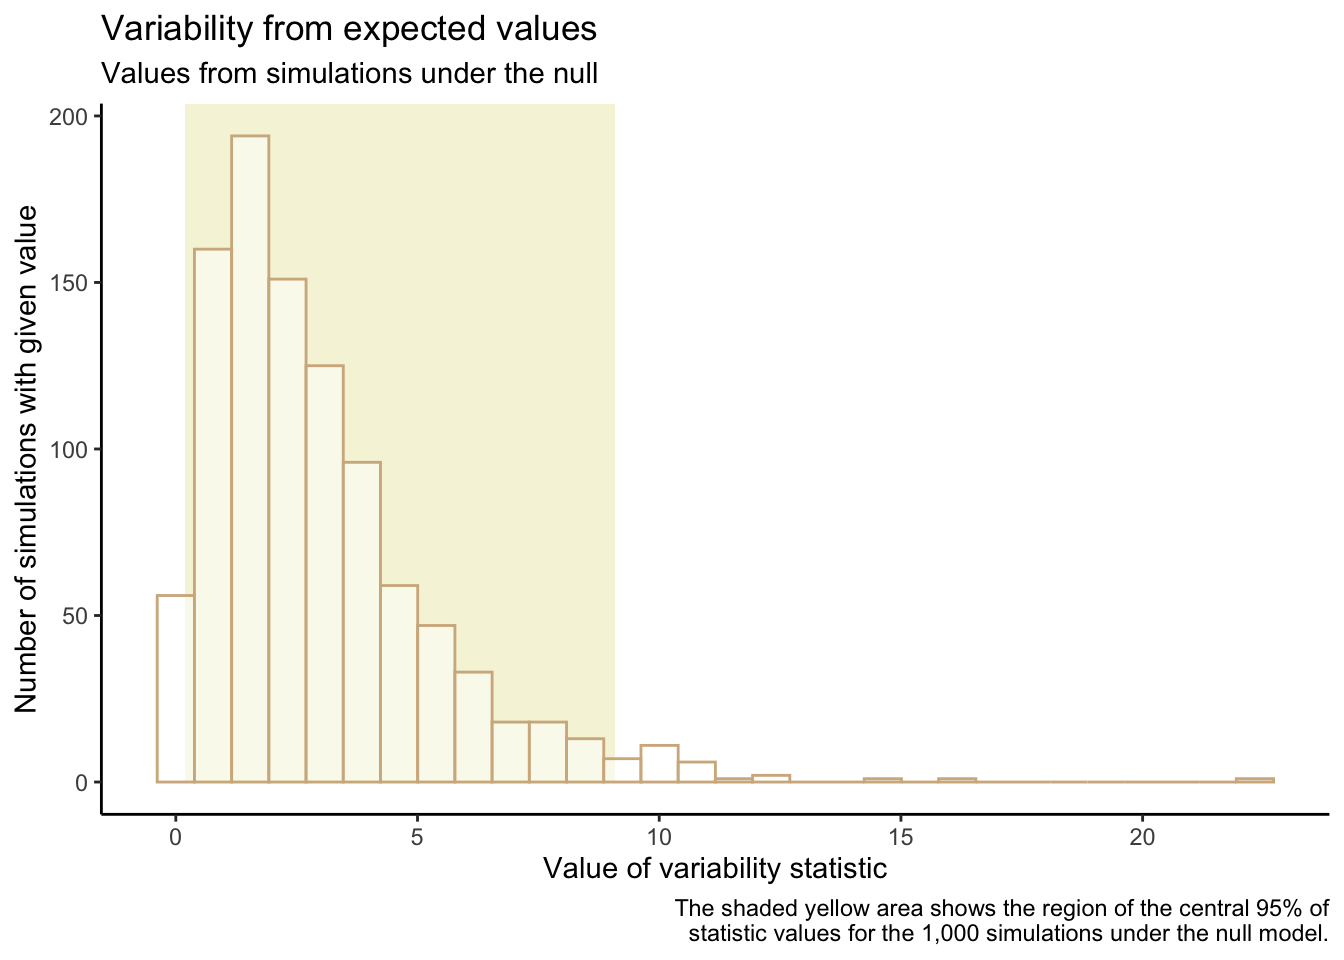 Variability from expected values
Values from simulations under the null
Number of simulations with given value
200
150
100
50
0
0 5 10 15 20
Value of variability statistic
The shaded yellow area shows the region of the central 95% of
statistic values for the 1,000 simulations under the null model.